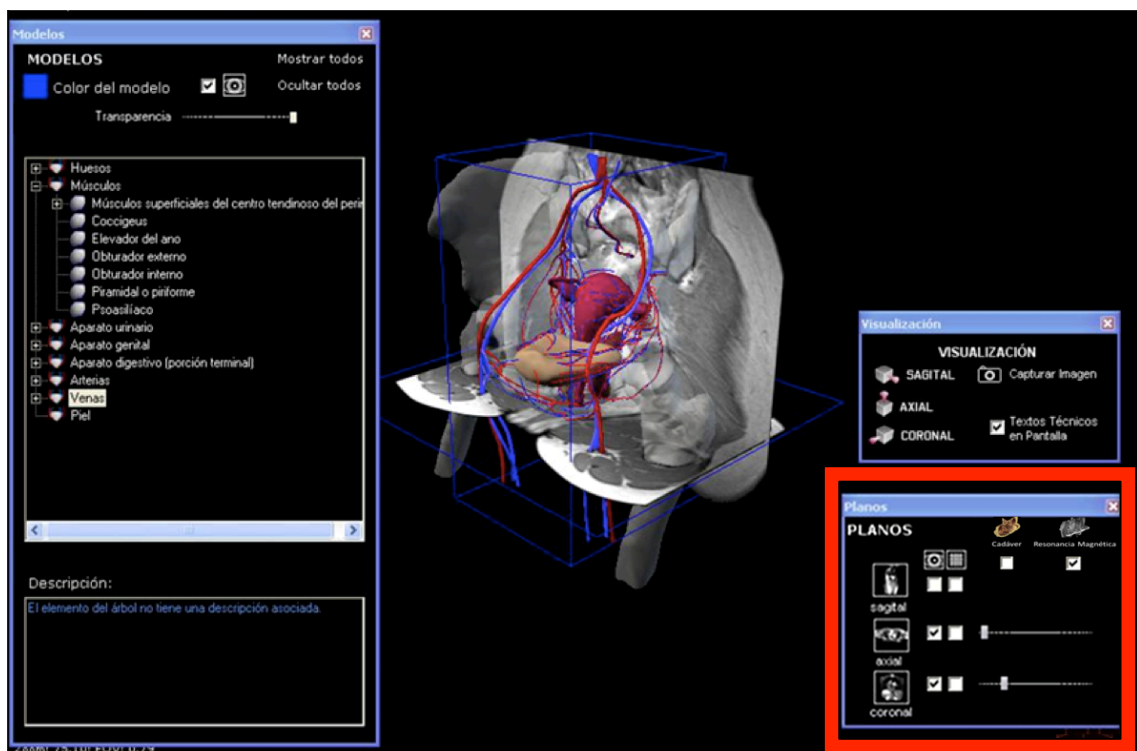 Modelos
MODELOS
Mostrar todos
Color del modelo
Ocultar todos
Transparencia
Huesos
Músculos
Músculos superficiales del centro tendinoso del peri
Coccigeus
Elevador del ano
Obturador externo
Obturador interno
Piramidal o piriforme
Psoasilíaco
Aparato urinario
Aparato genital
Aparato digestivo (porción terminal)
Arterias
Venas
Piel
Descripción:
El elemento del árbol no tiene una descripción asociada.
Visualización
VISUALIZACIÓN
SAGITAL
Capturar Imagen
AXIAL
Textos Técnicos
en Pantalla
CORONAL
Planos
PLANOS
Cadáver
Resonancia Magnética
sagital
axial
coronal